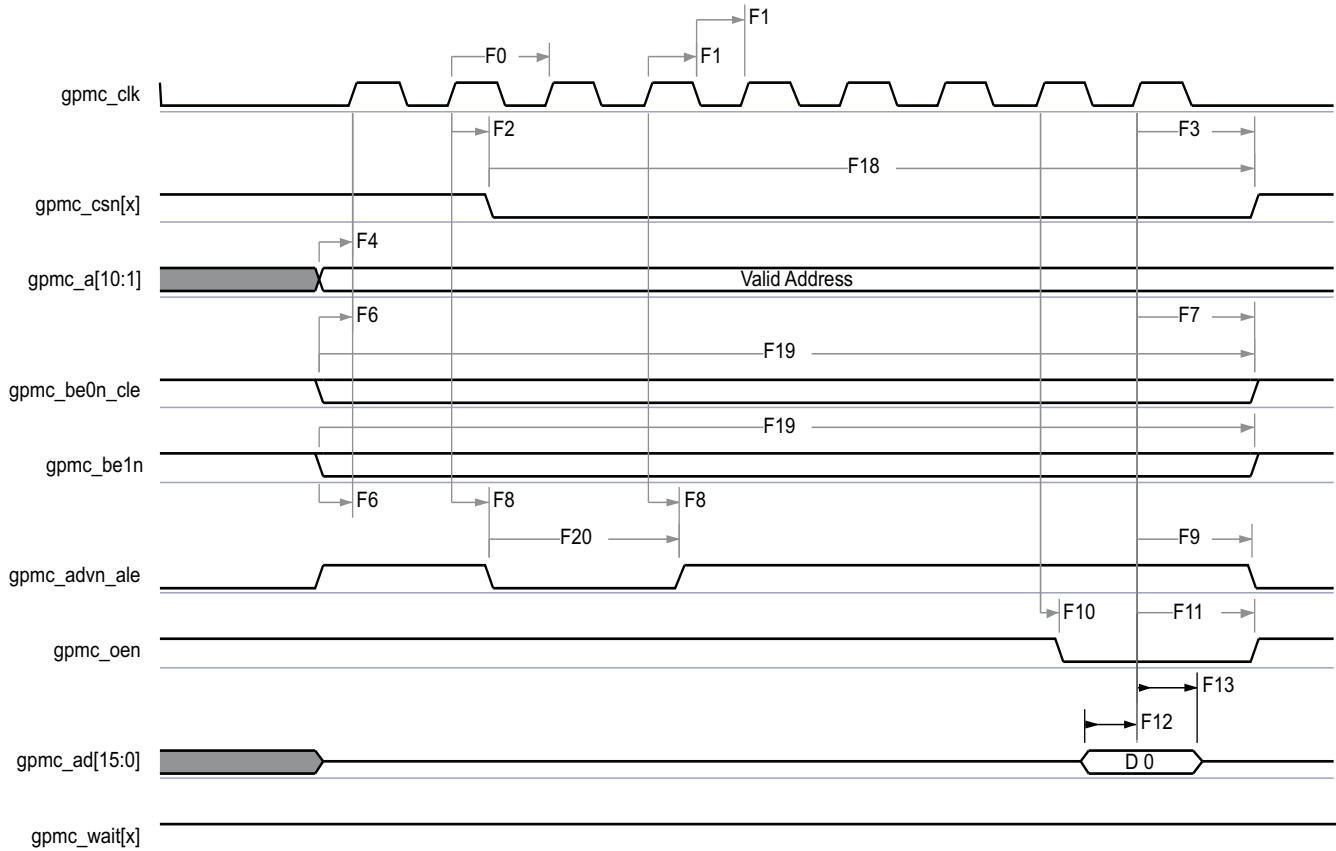 F1
F0
F1
gpmc_clk
F2
F3
F18
gpmc_csn[x]
F4
gpmc_a[10:1]
Valid Address
F6
F7
F19
gpmc_be0n_cle
F19
gpmc_be1n
F6
F8
F8
F20
F9
gpmc_advn_ale
F10
F11
gpmc_oen
F13
F12
gpmc_ad[15:0]
D 0
gpmc_wait[x]